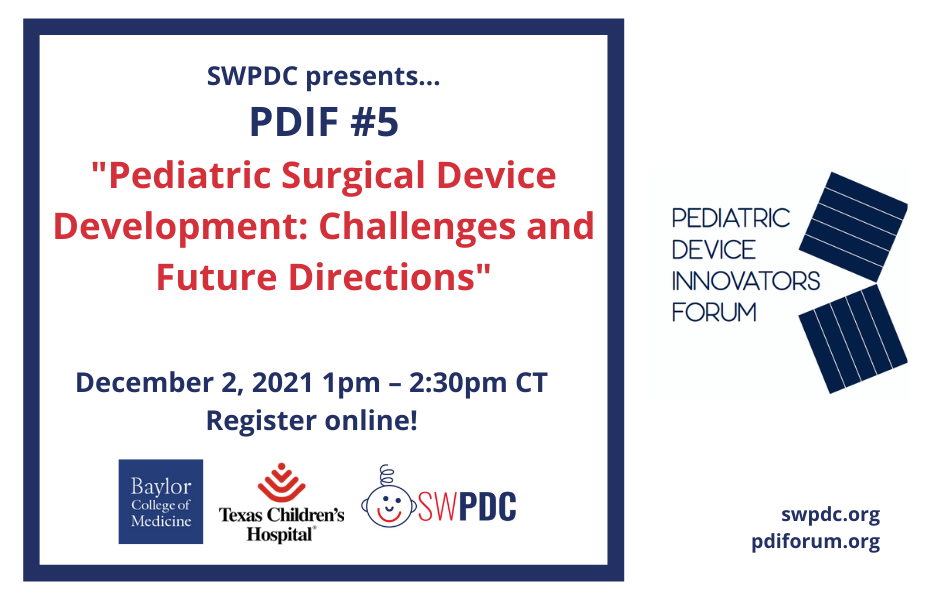 SWPDC presents...
PDIF #5
"Pediatric Surgical Device
Development: Challenges and
Future Directions"
December 2, 2021 1pm – 2:30pm CT
Register online!
Baylor
College of
Medicine
Texas Children's
Hospital®
SWPDC
PEDIATRIC
DEVICE
INNOVATORS
FORUM
swpdc.org
pdiforum.org